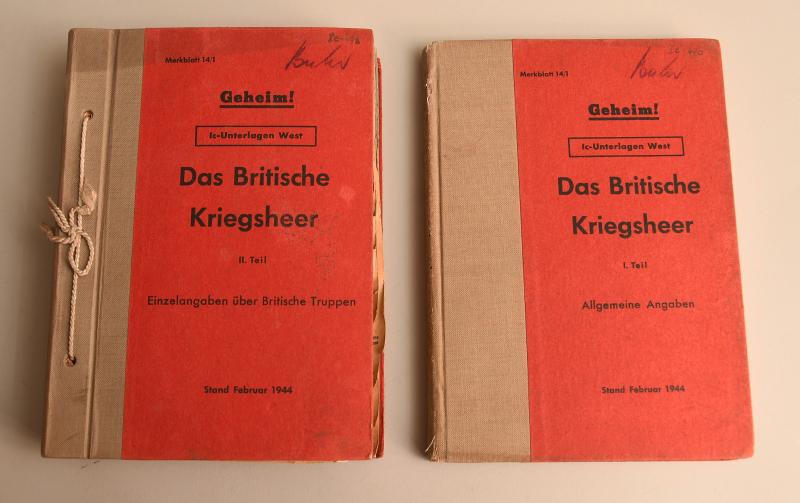 Merkblatt 14/1
Geheim!
Ic-Unterlagen West
Das Britische
Kriegsheer
II. Teil
Einzelangaben über Britische Truppen
Stand Februar 1944
Merkblatt 14/1
Geheim!
Ic-Unterlagen West
Das Britische
Kriegsheer
I. Teil
Allgemeine Angaben
Stand Februar 1944